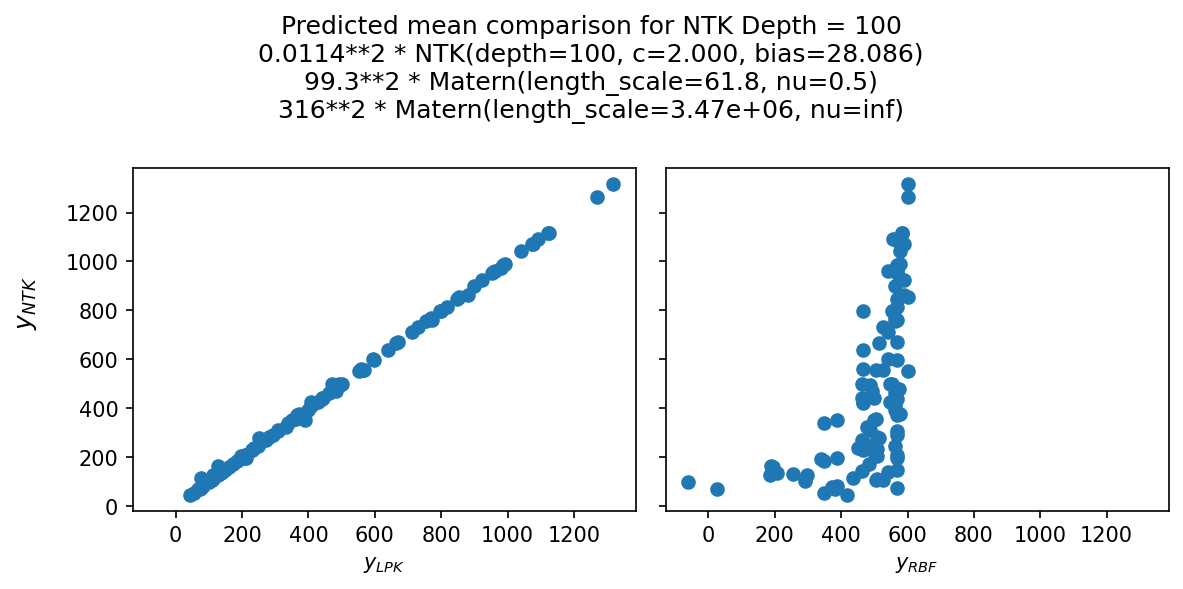 Predicted mean comparison for NTK Depth = 100
0.0114**2 * NTK(depth=100, c=2.000, bias=28.086)
99.3**2 * Matern(length_scale=61.8, nu=0.5)
316**2 * Matern(length_scale=3.47e+06, nu=inf)
1200
1000
800
600
400
200
0
y_NTK
0 200 400 600 800 1000 1200
0 200 400 600 800 1000 1200
y_LPK
y_RBF